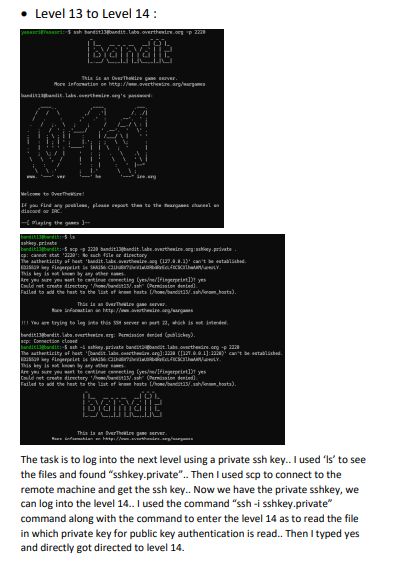 • Level 13 to Level 14 :
$ ssh bandit13@bandit.labs.overthewire.org -p 2220
This is an OverTheWire game server.
More information on http://www.overthewire.org/wargames
bandit13@bandit.labs.overthewire.org's password:
www. ver he ire.org
Welcome to OverTheWire!
If you find any problems, please report them to the #wargames channel on
discord or IRC.
--[ Playing the games ]--
bandit13@bandit:~$ ls
sshkey.private
bandit13@bandit:~$ scp -p 2220 bandit13@bandit.labs.overthewire.org:sshkey.private .
cp: cannot stat '2220': No such file or directory
The authenticity of host 'bandit.labs.overthewire.org (127.0.0.1)' can't be established.
ED25519 key fingerprint is
This key is not known by any other names.
Are you sure you want to continue connecting (yes/no/[fingerprint])? yes
Could not create directory '/home/bandit13/.ssh' (Permission denied).
Failed to add the host to the list of known hosts (/home/bandit13/.ssh/known_hosts).
This is an OverTheWire game server.
More information on http://www.overthewire.org/wargames
!!! You are trying to log into this SSH server on port 22, which is not intended.
bandit13@bandit.labs.overthewire.org: Permission denied (publickey).
scp: Connection closed
bandit13@bandit:~$ ssh -i sshkey.private bandit14@bandit.labs.overthewire.org -p 2220
The authenticity of host '[bandit.labs.overthewire.org]:2220 ([127.0.0.1]:2220)' can't be established.
ED25519 key fingerprint is
This key is not known by any other names.
Are you sure you want to continue connecting (yes/no/[fingerprint])? yes
Could not create directory '/home/bandit13/.ssh' (Permission denied).
Failed to add the host to the list of known hosts (/home/bandit13/.ssh/known_hosts).
This is an OverTheWire game server.
More information on http://www.overthewire.org/wargames
The task is to log into the next level using a private ssh key.. I used ‘ls’ to see
the files and found “sshkey.private”.. Then I used scp to connect to the
remote machine and get the ssh key.. Now we have the private sshkey, we
can log into the level 14.. I used the command “ssh -i sshkey.private”
command along with the command to enter the level 14 as to read the file
in which private key for public key authentication is read.. Then I typed yes
and directly got directed to level 14.